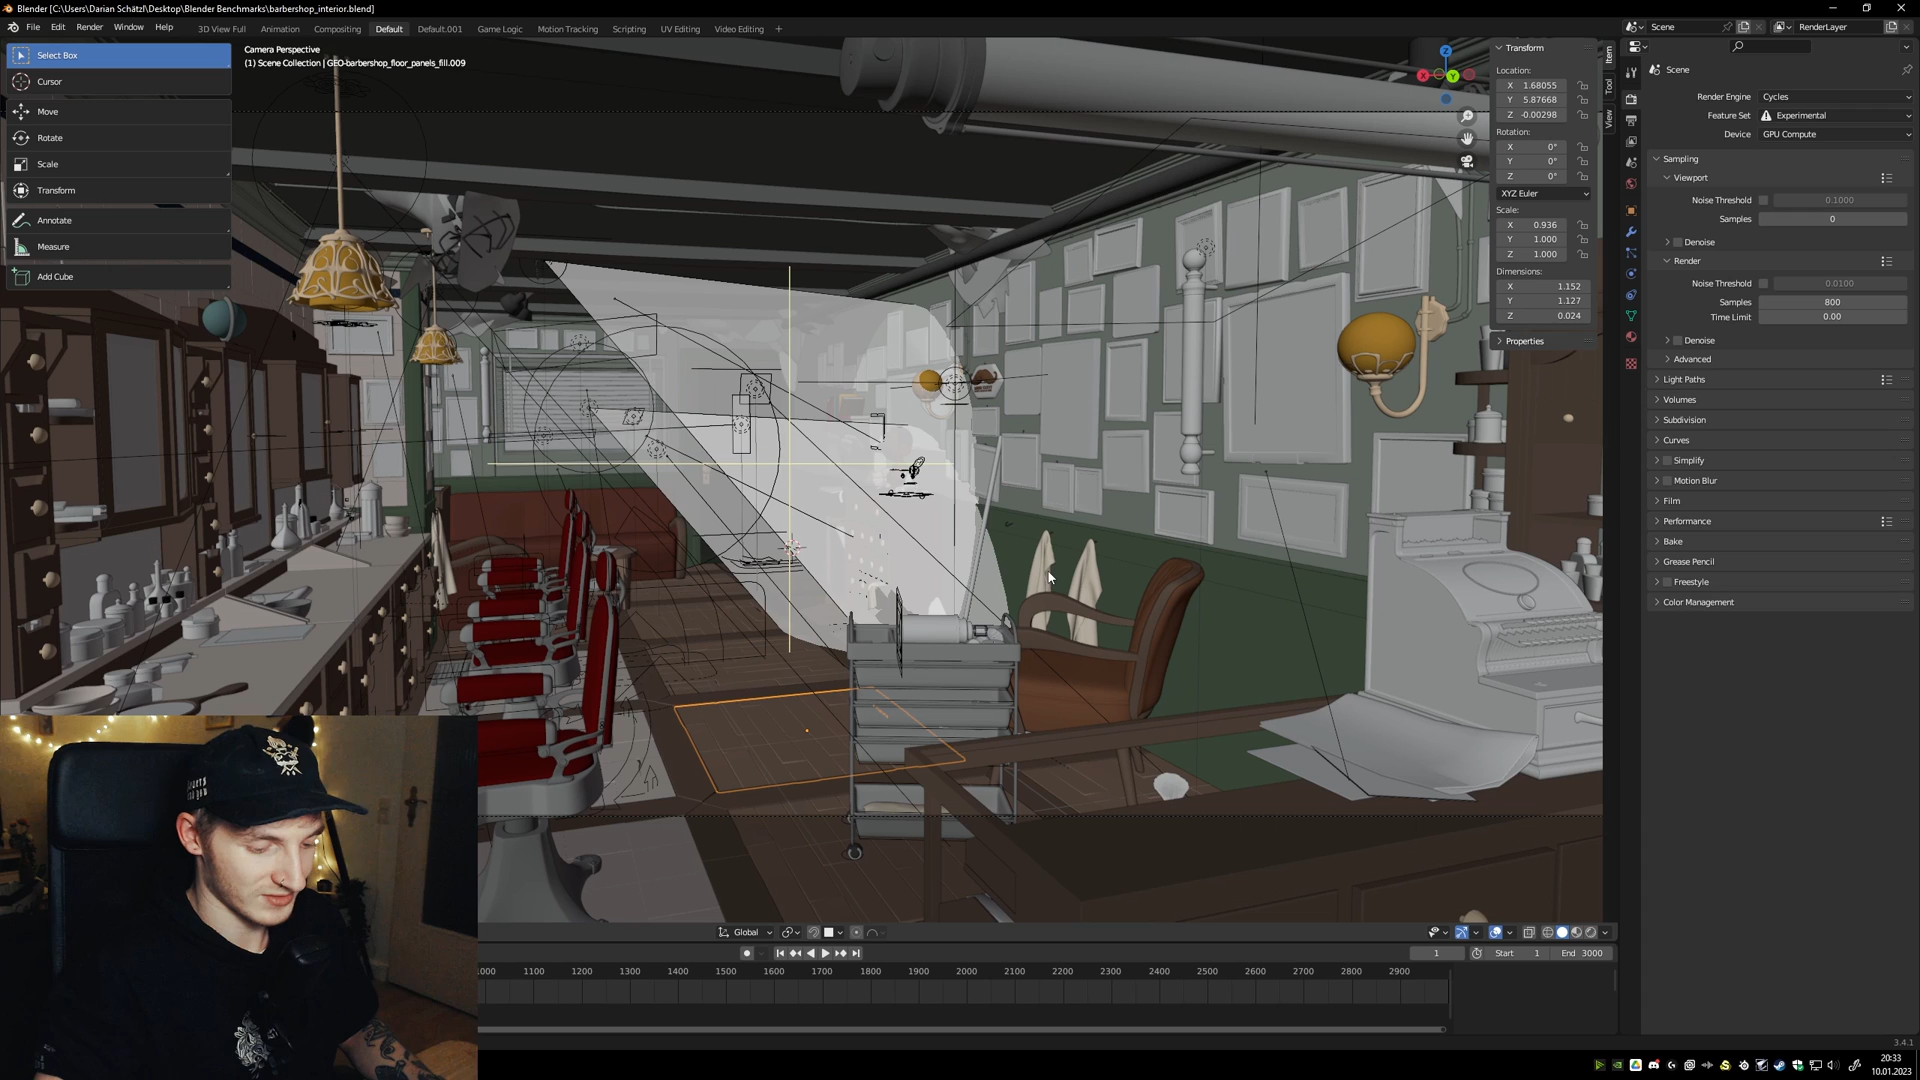 Blender [C:\Users\Darian Schätzl\Desktop\Blender Benchmarks\barbershop_interior.blend]
File Edit Render Window Help
3D View Full Animation Compositing Default Default.001 Game Logic Motion Tracking Scripting UV Editing Video Editing +
Scene
RenderLayer
Select Box
Cursor
Move
Rotate
Scale
Transform
Annotate
Measure
Add Cube
Camera Perspective
(1) Scene Collection | GEO-barbershop_floor_panels_fill.009
Z
X
Y
Transform
Location:
X 1.68055
Y 5.87668
Z -0.00298
Rotation:
X 0°
Y 0°
Z 0°
XYZ Euler
Scale:
X 0.936
Y 1.000
Z 1.000
Dimensions:
X 1.152
Y 1.127
Z 0.024
Properties
Item
Tool
View
Scene
Render Engine Cycles
Feature Set Experimental
Device GPU Compute
Sampling
Viewport
Noise Threshold 0.1000
Samples 0
Denoise
Render
Noise Threshold 0.0100
Samples 800
Time Limit 0.00
Denoise
Advanced
Light Paths
Volumes
Subdivision
Curves
Simplify
Motion Blur
Film
Performance
Bake
Grease Pencil
Freestyle
Color Management
Global
1 Start 1 End 3000
1000 1100 1200 1300 1400 1500 1600 1700 1800 1900 2000 2100 2200 2300 2400 2500 2600 2700 2800 2900
3.4.1
20:33
10.01.2023